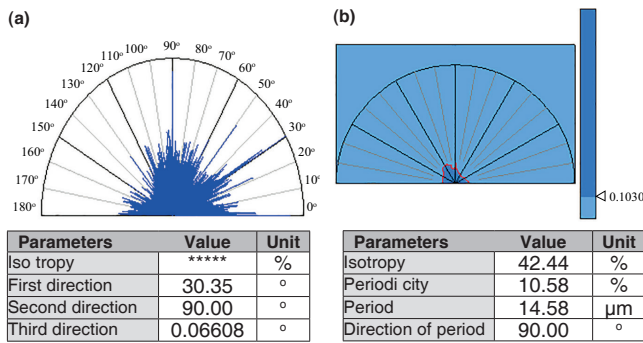 (a)
90°
100° 80°
110° 70°
120° 60°
130° 50°
140° 40°
150° 30°
160° 20°
170° 10°
180° 0°
Parameters Value Unit
Iso tropy ***** %
First direction 30.35 °
Second direction 90.00 °
Third direction 0.06608 °
(b)
0.1030
Parameters Value Unit
Isotropy 42.44 %
Periodi city 10.58 %
Period 14.58 µm
Direction of period 90.00 °